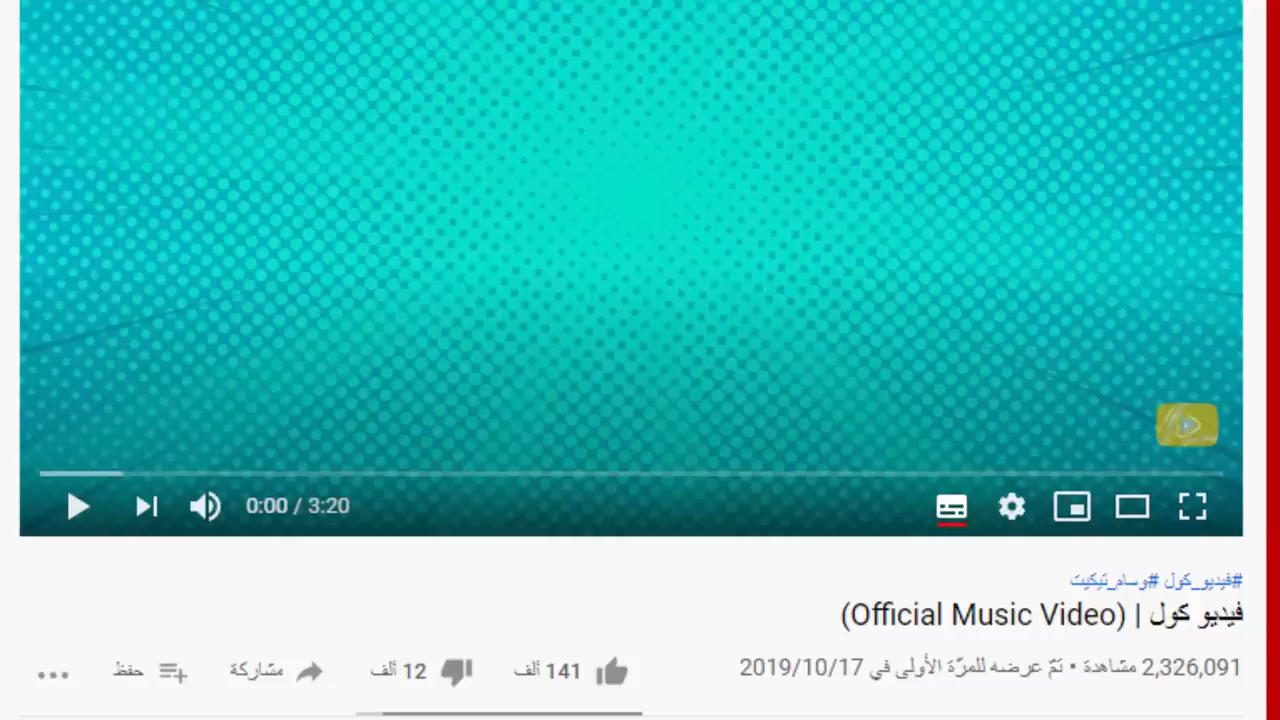 0:00 / 3:20
#فيديو_كول #وسام_تيكيت
فيديو كول | (Official Music Video)
2,326,091 مشاهدة • تمّ عرضه للمرّة الأولى في 2019/10/17
141 ألف 12 ألف مشاركة حفظ